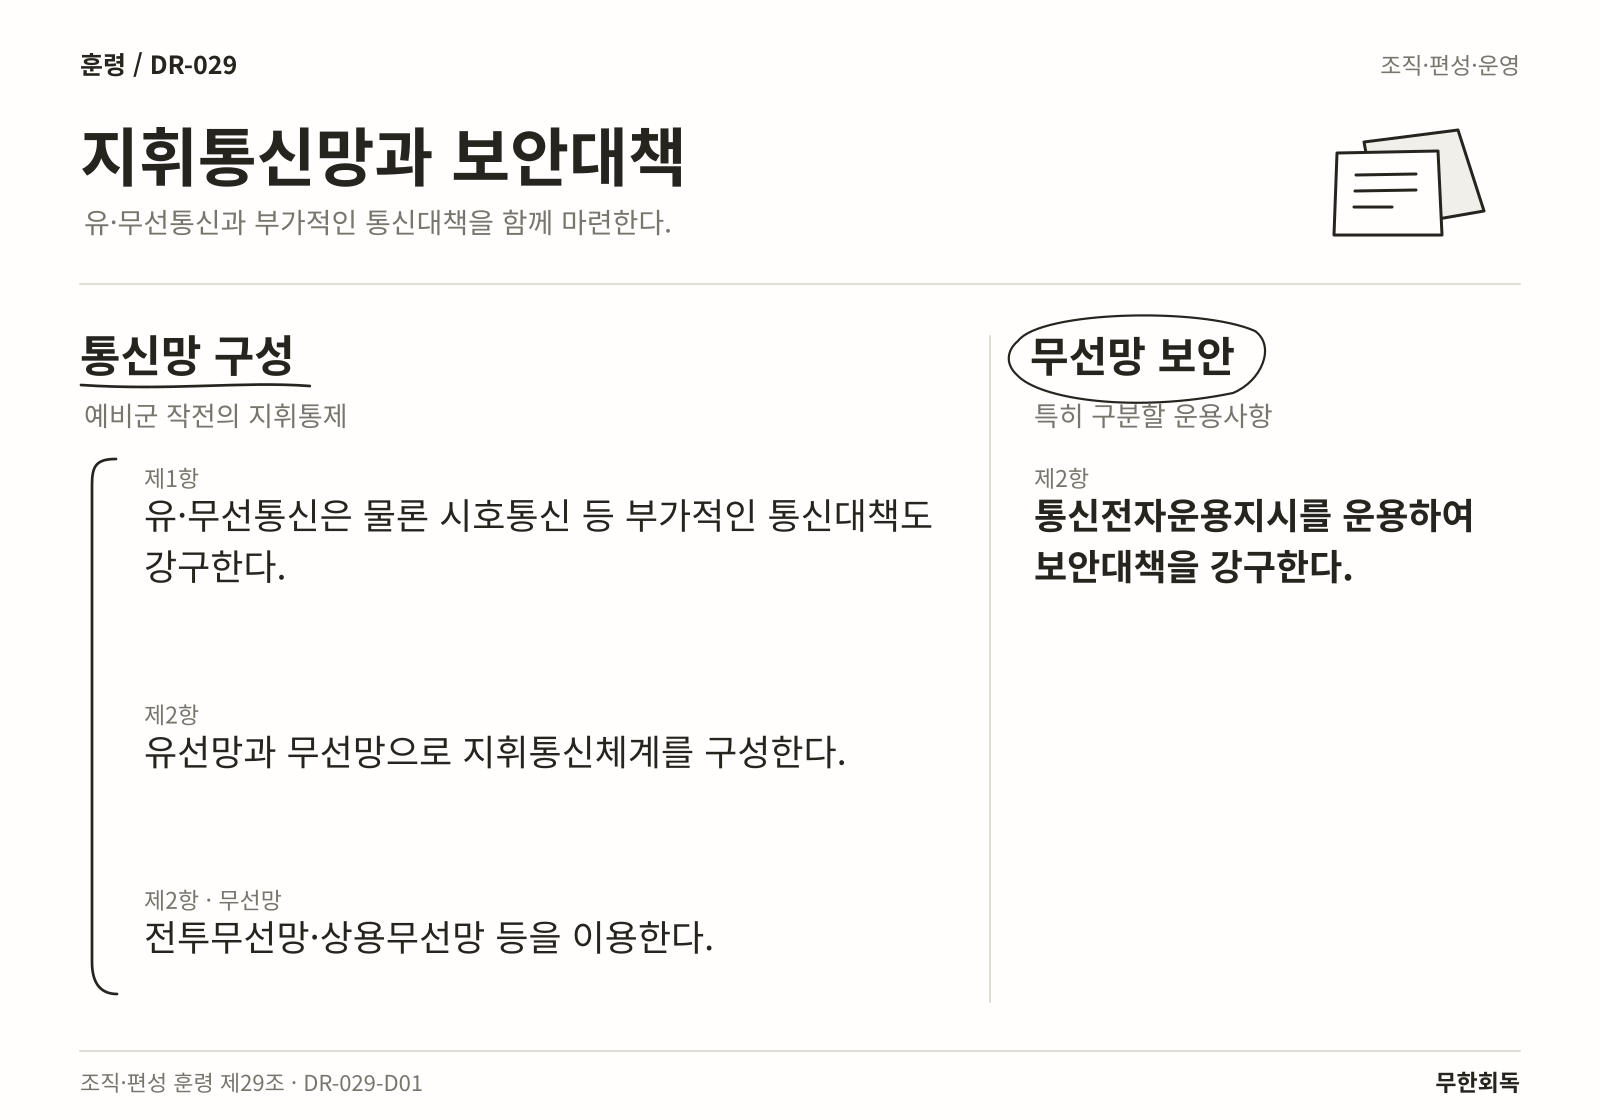 훈령 / DR-029
조직·편성·운영
지휘통신망과 보안대책
유·무선통신과 부가적인 통신대책을 함께 마련한다.
통신망 구성
예비군 작전의 지휘통제
제1항
유·무선통신은 물론 시호통신 등 부가적인 통신대책도
강구한다.
제2항
유선망과 무선망으로 지휘통신체계를 구성한다.
제2항 · 무선망
전투무선망·상용무선망 등을 이용한다.
무선망 보안
특히 구분할 운용사항
제2항
통신전자운용지시를 운용하여
보안대책을 강구한다.
조직·편성 훈령 제29조 · DR-029-D01
무한회독